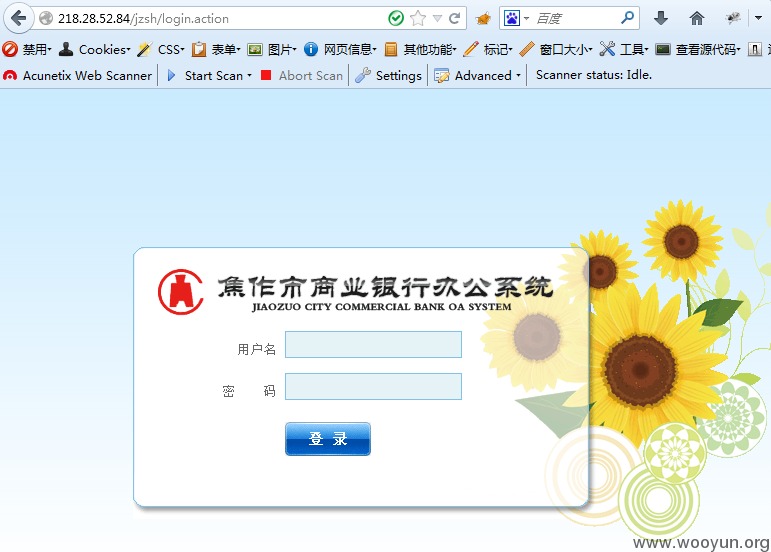 218.28.52.84/jzsh/login.action 百度
禁用 Cookies CSS 表单 图片 网页信息 其他功能 标记 窗口大小 工具 查看源代码
Acunetix Web Scanner Start Scan Abort Scan Settings Advanced Scanner status: Idle.
焦作市商业银行办公系统
JIAOZUO CITY COMMERCIAL BANK OA SYSTEM
用户名
密 码
登 录
www.wooyun.org